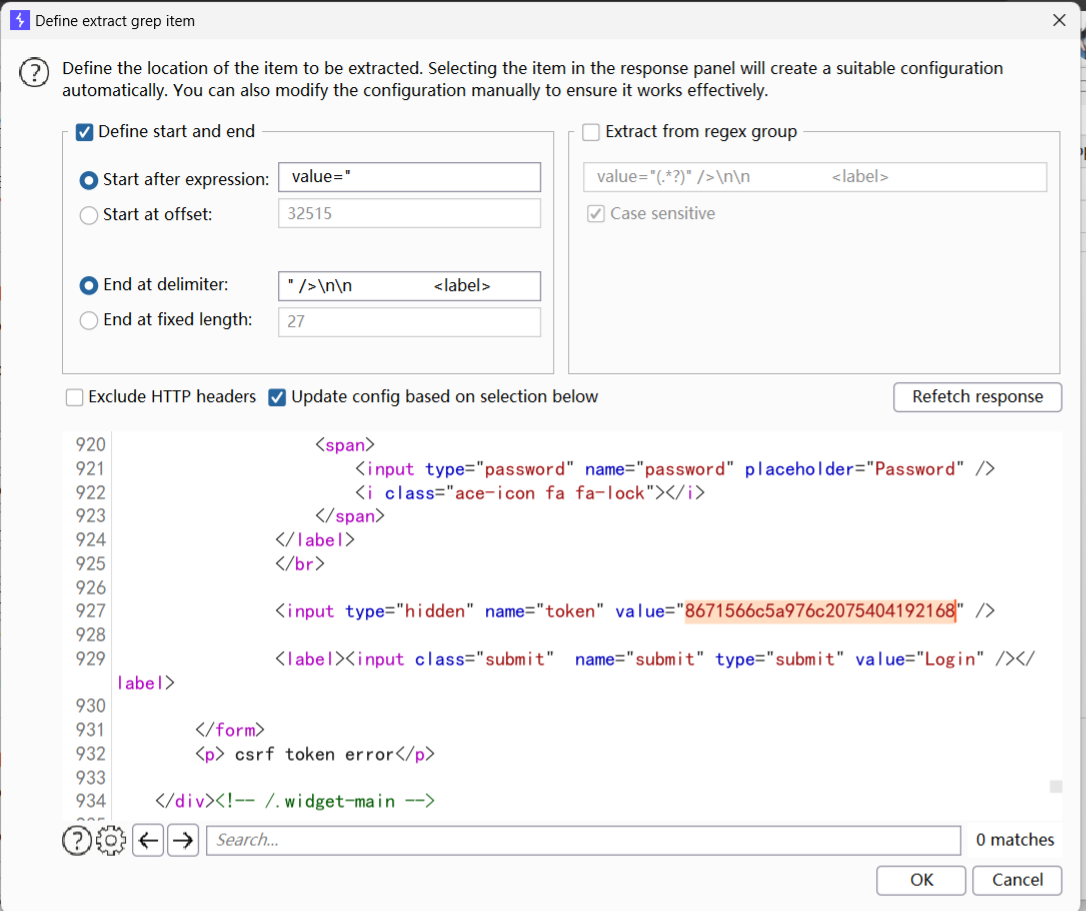 Define extract grep item
Define the location of the item to be extracted. Selecting the item in the response panel will create a suitable configuration
automatically. You can also modify the configuration manually to ensure it works effectively.
Define start and end
Start after expression: value="
Start at offset: 32515
End at delimiter: " />\n\n                <label>
End at fixed length: 27
Extract from regex group
value="(.*?)" />\n\n                <label>
Case sensitive
Exclude HTTP headers
Update config based on selection below
Refetch response
920 <span>
921 <input type="password" name="password" placeholder="Password" />
922 <i class="ace-icon fa fa-lock"></i>
923 </span>
924 </label>
925 </br>
926
927 <input type="hidden" name="token" value="8671566c5a976c2075404192168" />
928
929 <label><input class="submit"  name="submit" type="submit" value="Login" /></
label>
930
931 </form>
932 <p> csrf token error</p>
933
934 </div><!-- /.widget-main -->
Search...
0 matches
OK
Cancel